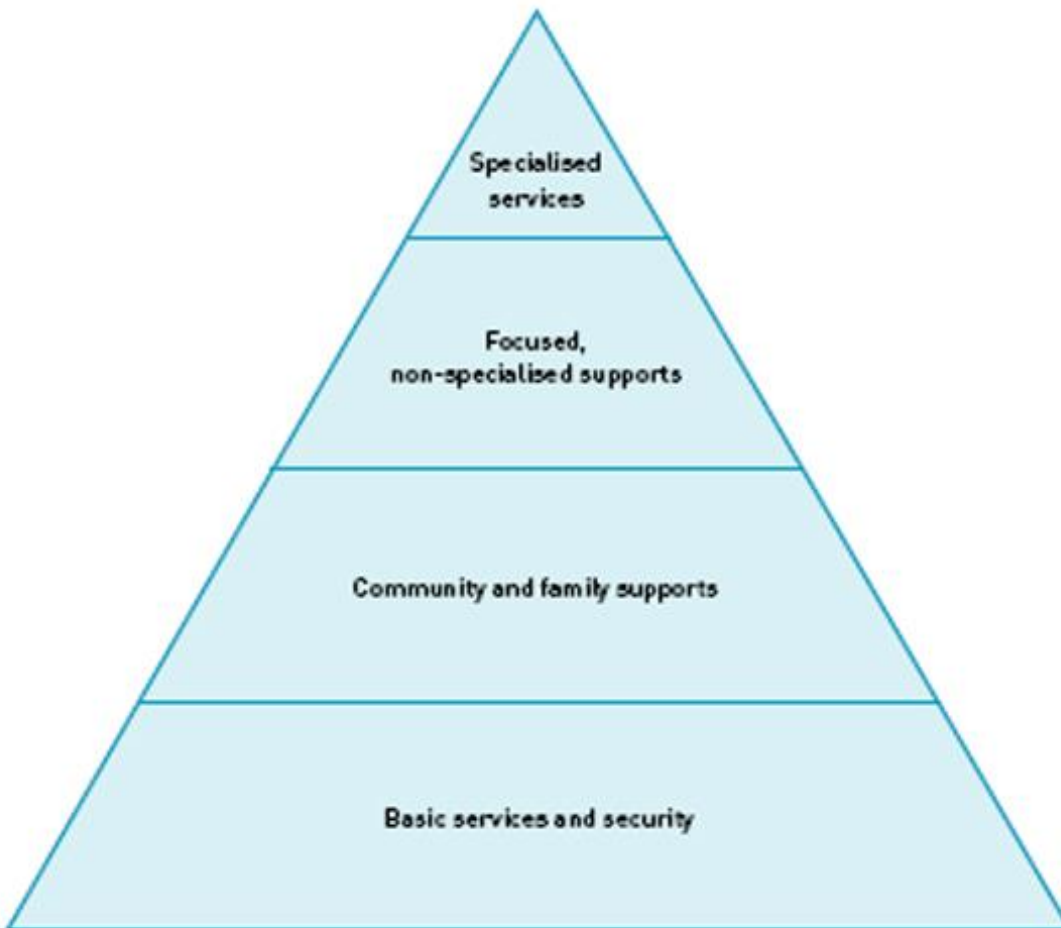 Specialised
services
Focused,
non-specialised supports
Community and family supports
Basic services and security